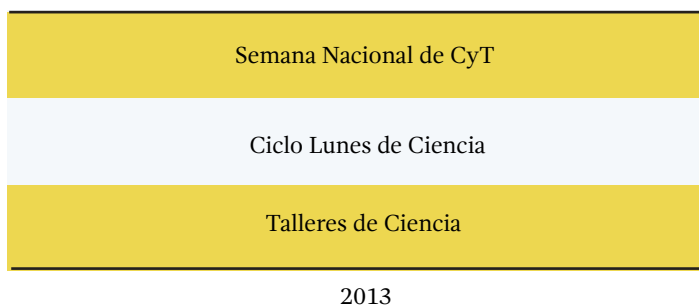 Semana Nacional de CyT
Ciclo Lunes de Ciencia
Talleres de Ciencia
2013